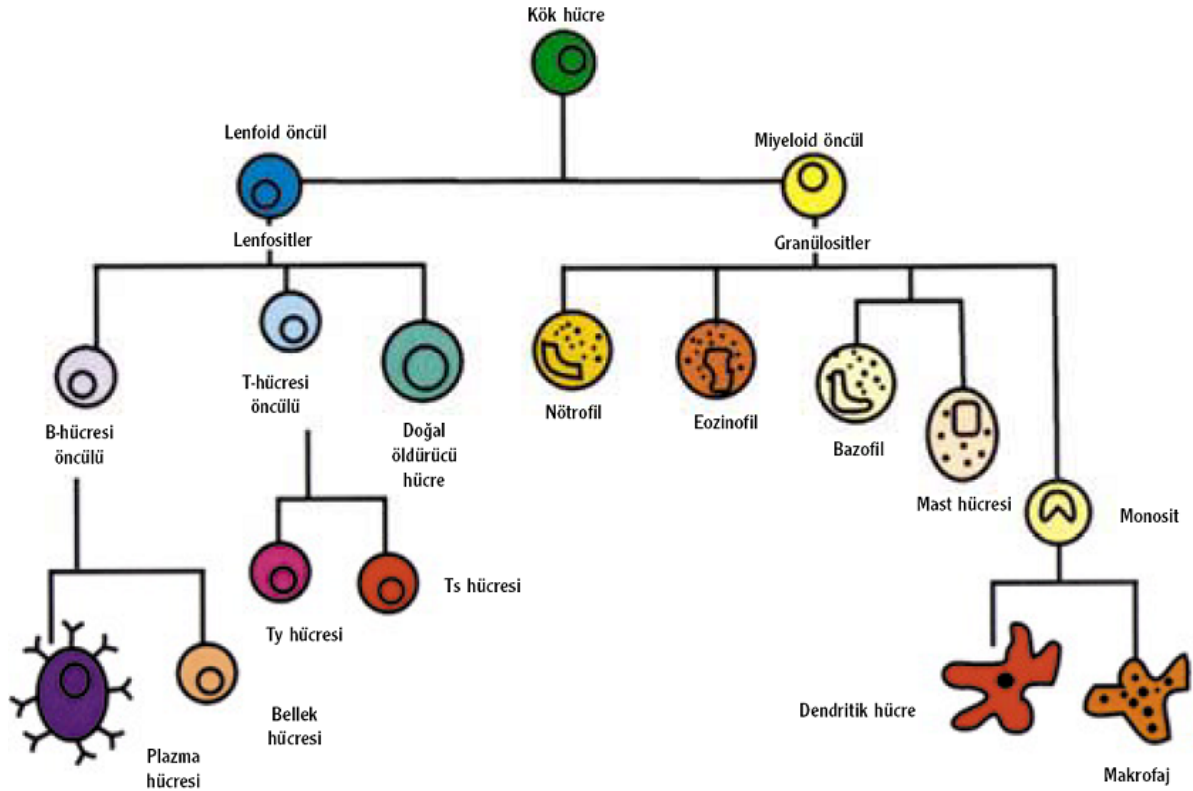 Kök hücre
Lenfoid öncül
Miyeloid öncül
Lenfositler
Granülositler
B-hücresi
öncülü
T-hücresi
öncülü
Doğal
öldürücü
hücre
Nötrofil
Eozinofil
Bazofil
Mast hücresi
Monosit
Ty hücresi
Ts hücresi
Plazma
hücresi
Bellek
hücresi
Dendritik hücre
Makrofaj